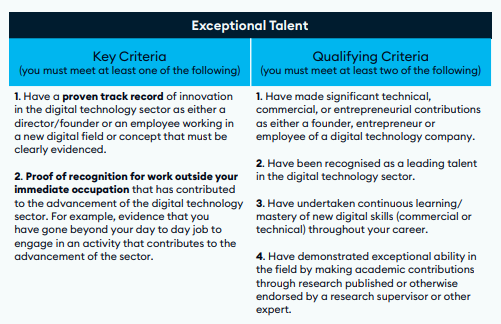 Exceptional Talent
Key Criteria
(you must meet at least one of the following)
1. Have a proven track record of innovation
in the digital technology sector as either a
director/founder or an employee working in
a new digital field or concept that must be
clearly evidenced.
2. Proof of recognition for work outside your
immediate occupation that has contributed
to the advancement of the digital technology
sector. For example, evidence that you
have gone beyond your day to day job to
engage in an activity that contributes to the
advancement of the sector.
Qualifying Criteria
(you must meet at least two of the following)
1. Have made significant technical,
commercial, or entrepreneurial contributions
as either a founder, entrepreneur or
employee of a digital technology company.
2. Have been recognised as a leading talent
in the digital technology sector.
3. Have undertaken continuous learning/
mastery of new digital skills (commercial or
technical) throughout your career.
4. Have demonstrated exceptional ability in
the field by making academic contributions
through research published or otherwise
endorsed by a research supervisor or other
expert.